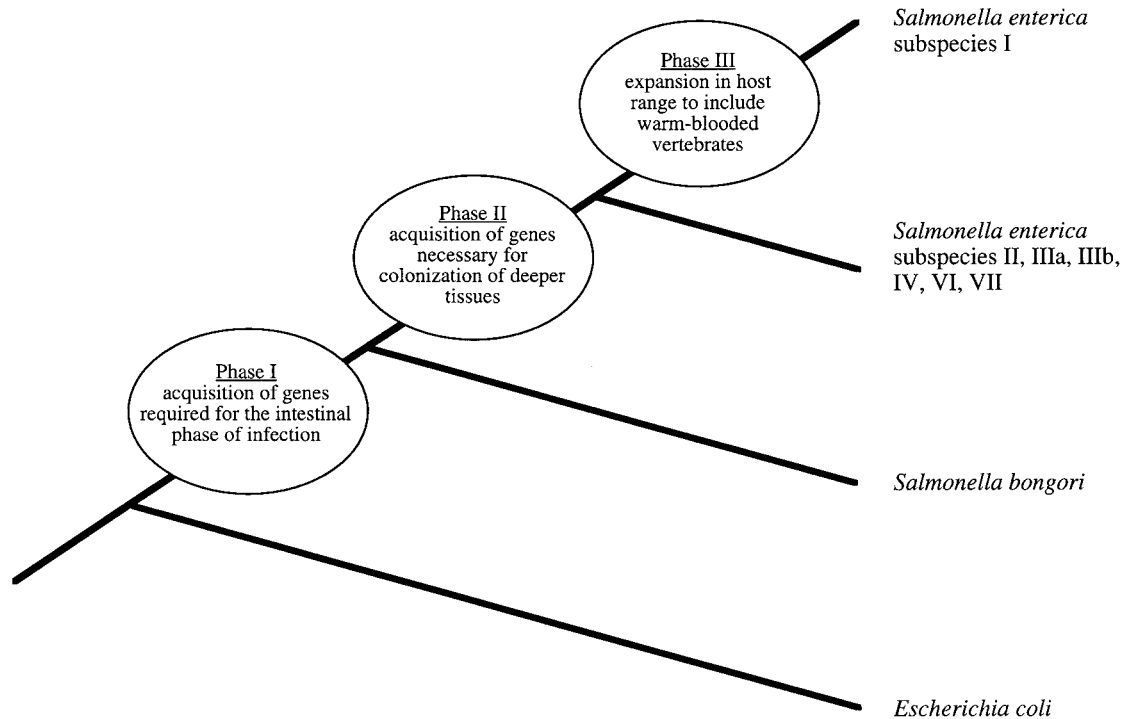 Salmonella enterica
subspecies I
Phase III
expansion in host
range to include
warm-blooded
vertebrates
Phase II
acquisition of genes
necessary for
colonization of deeper
tissues
Salmonella enterica
subspecies II, IIIa, IIIb,
IV, VI, VII
Phase I
acquisition of genes
required for the intestinal
phase of infection
Salmonella bongori
Escherichia coli